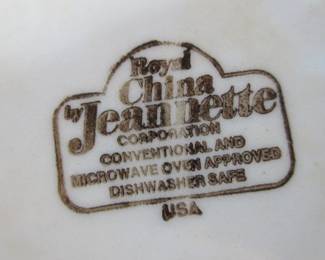 Royal
China
by Jeannette
CORPORATION
CONVENTIONAL AND
MICROWAVE OVEN APPROVED
DISHWASHER SAFE
USA